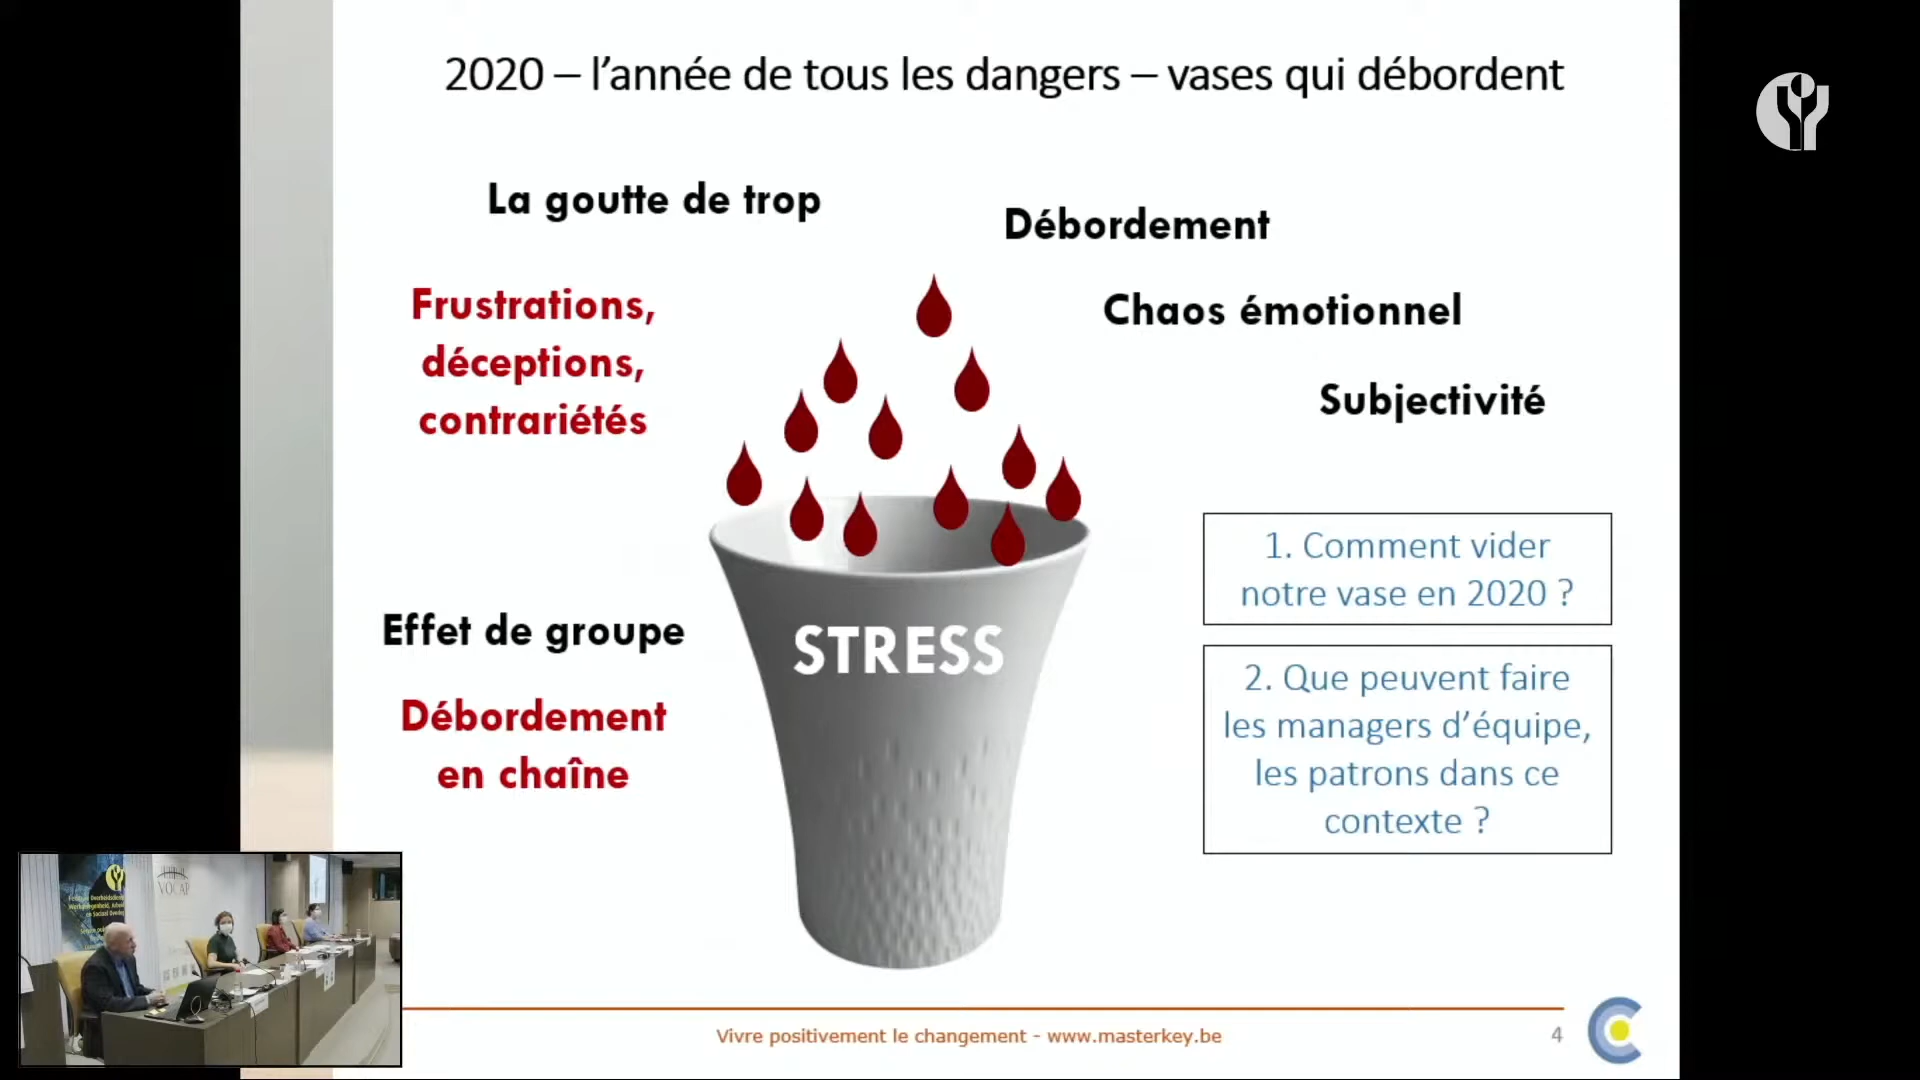 2020 – l’année de tous les dangers – vases qui débordent
La goutte de trop
Débordement
Frustrations,
déceptions,
contrariétés
Chaos émotionnel
Subjectivité
1. Comment vider
notre vase en 2020 ?
Effet de groupe
STRESS
Débordement
en chaîne
2. Que peuvent faire
les managers d’équipe,
les patrons dans ce
contexte ?
VOCAP
Vivre positivement le changement - www.masterkey.be
4